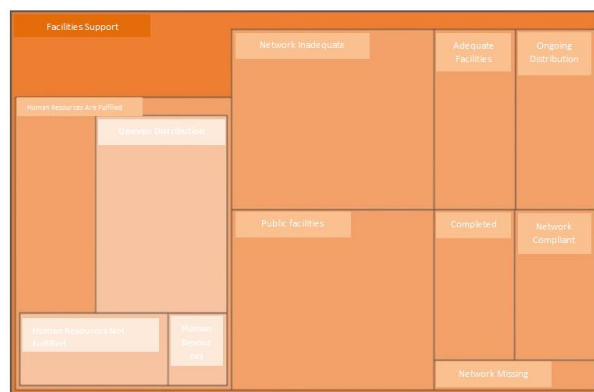 Facilities Support
Network Inadequate
Adequate
Facilities
Ongoing
Distribution
Human Resources Are Fulfilled
Uneven Distribution
Public facilities
Completed
Network
Compliant
Human Resources Not
Fulfilled
Human
Resour
ces
Network Missing